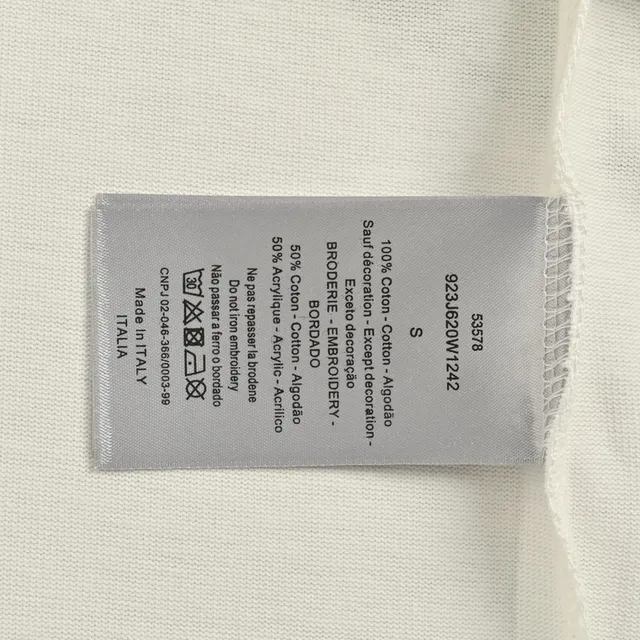 53578
923J620W1242
S
100% Coton - Cotton - Algodão
Sauf décoration - Except decoration -
Exceto decoração
BRODERIE - EMBROIDERY -
BORDADO
50% Coton - Cotton - Algodão
50% Acrylique - Acrylic - Acrílico
Ne pas repasser la brodene
Do not iron embroidery
Não passar a ferro o bordado
30
CNPJ 02-046-366/0003-99
Made In ITALY
ITALIA